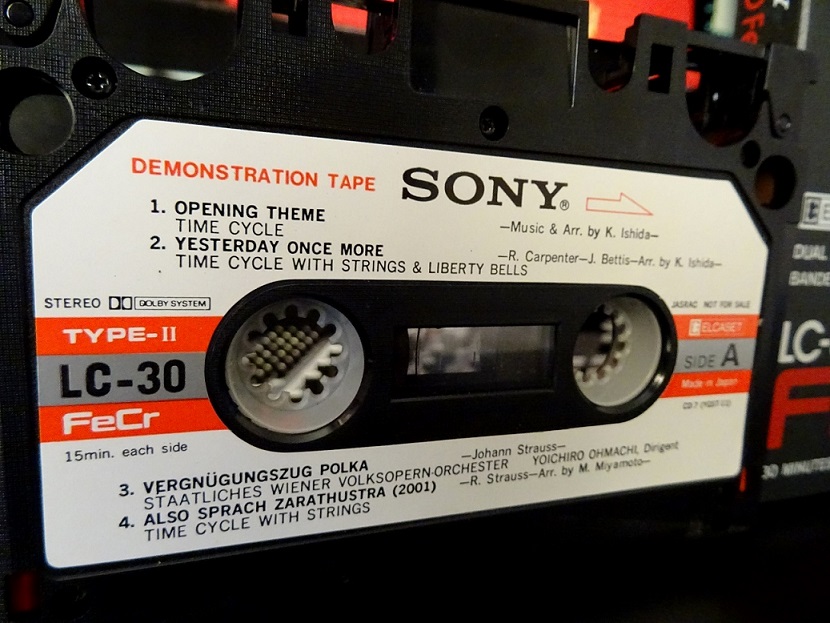 DEMONSTRATION TAPE SONY®
1. OPENING THEME
TIME CYCLE —Music & Arr. by K. Ishida—
2. YESTERDAY ONCE MORE —R. Carpenter—J. Bettis—Arr. by K. Ishida—
TIME CYCLE WITH STRINGS & LIBERTY BELLS
STEREO DOLBY SYSTEM
JASRAC NOT FOR SALE
TYPE-II
ELCASET
LC-30
SIDE A
FeCr
Made in Japan
15min. each side
3. VERGNÜGUNGSZUG POLKA —Johann Strauss—
STAATLICHES WIENER VOLKSOPERN·ORCHESTER YOICHIRO OHMACHI, Dirigent
4. ALSO SPRACH ZARATHUSTRA (2001) —R. Strauss—Arr. by M. Miyamoto—
TIME CYCLE WITH STRINGS
DUAL
LC-
F
30 MINUTE